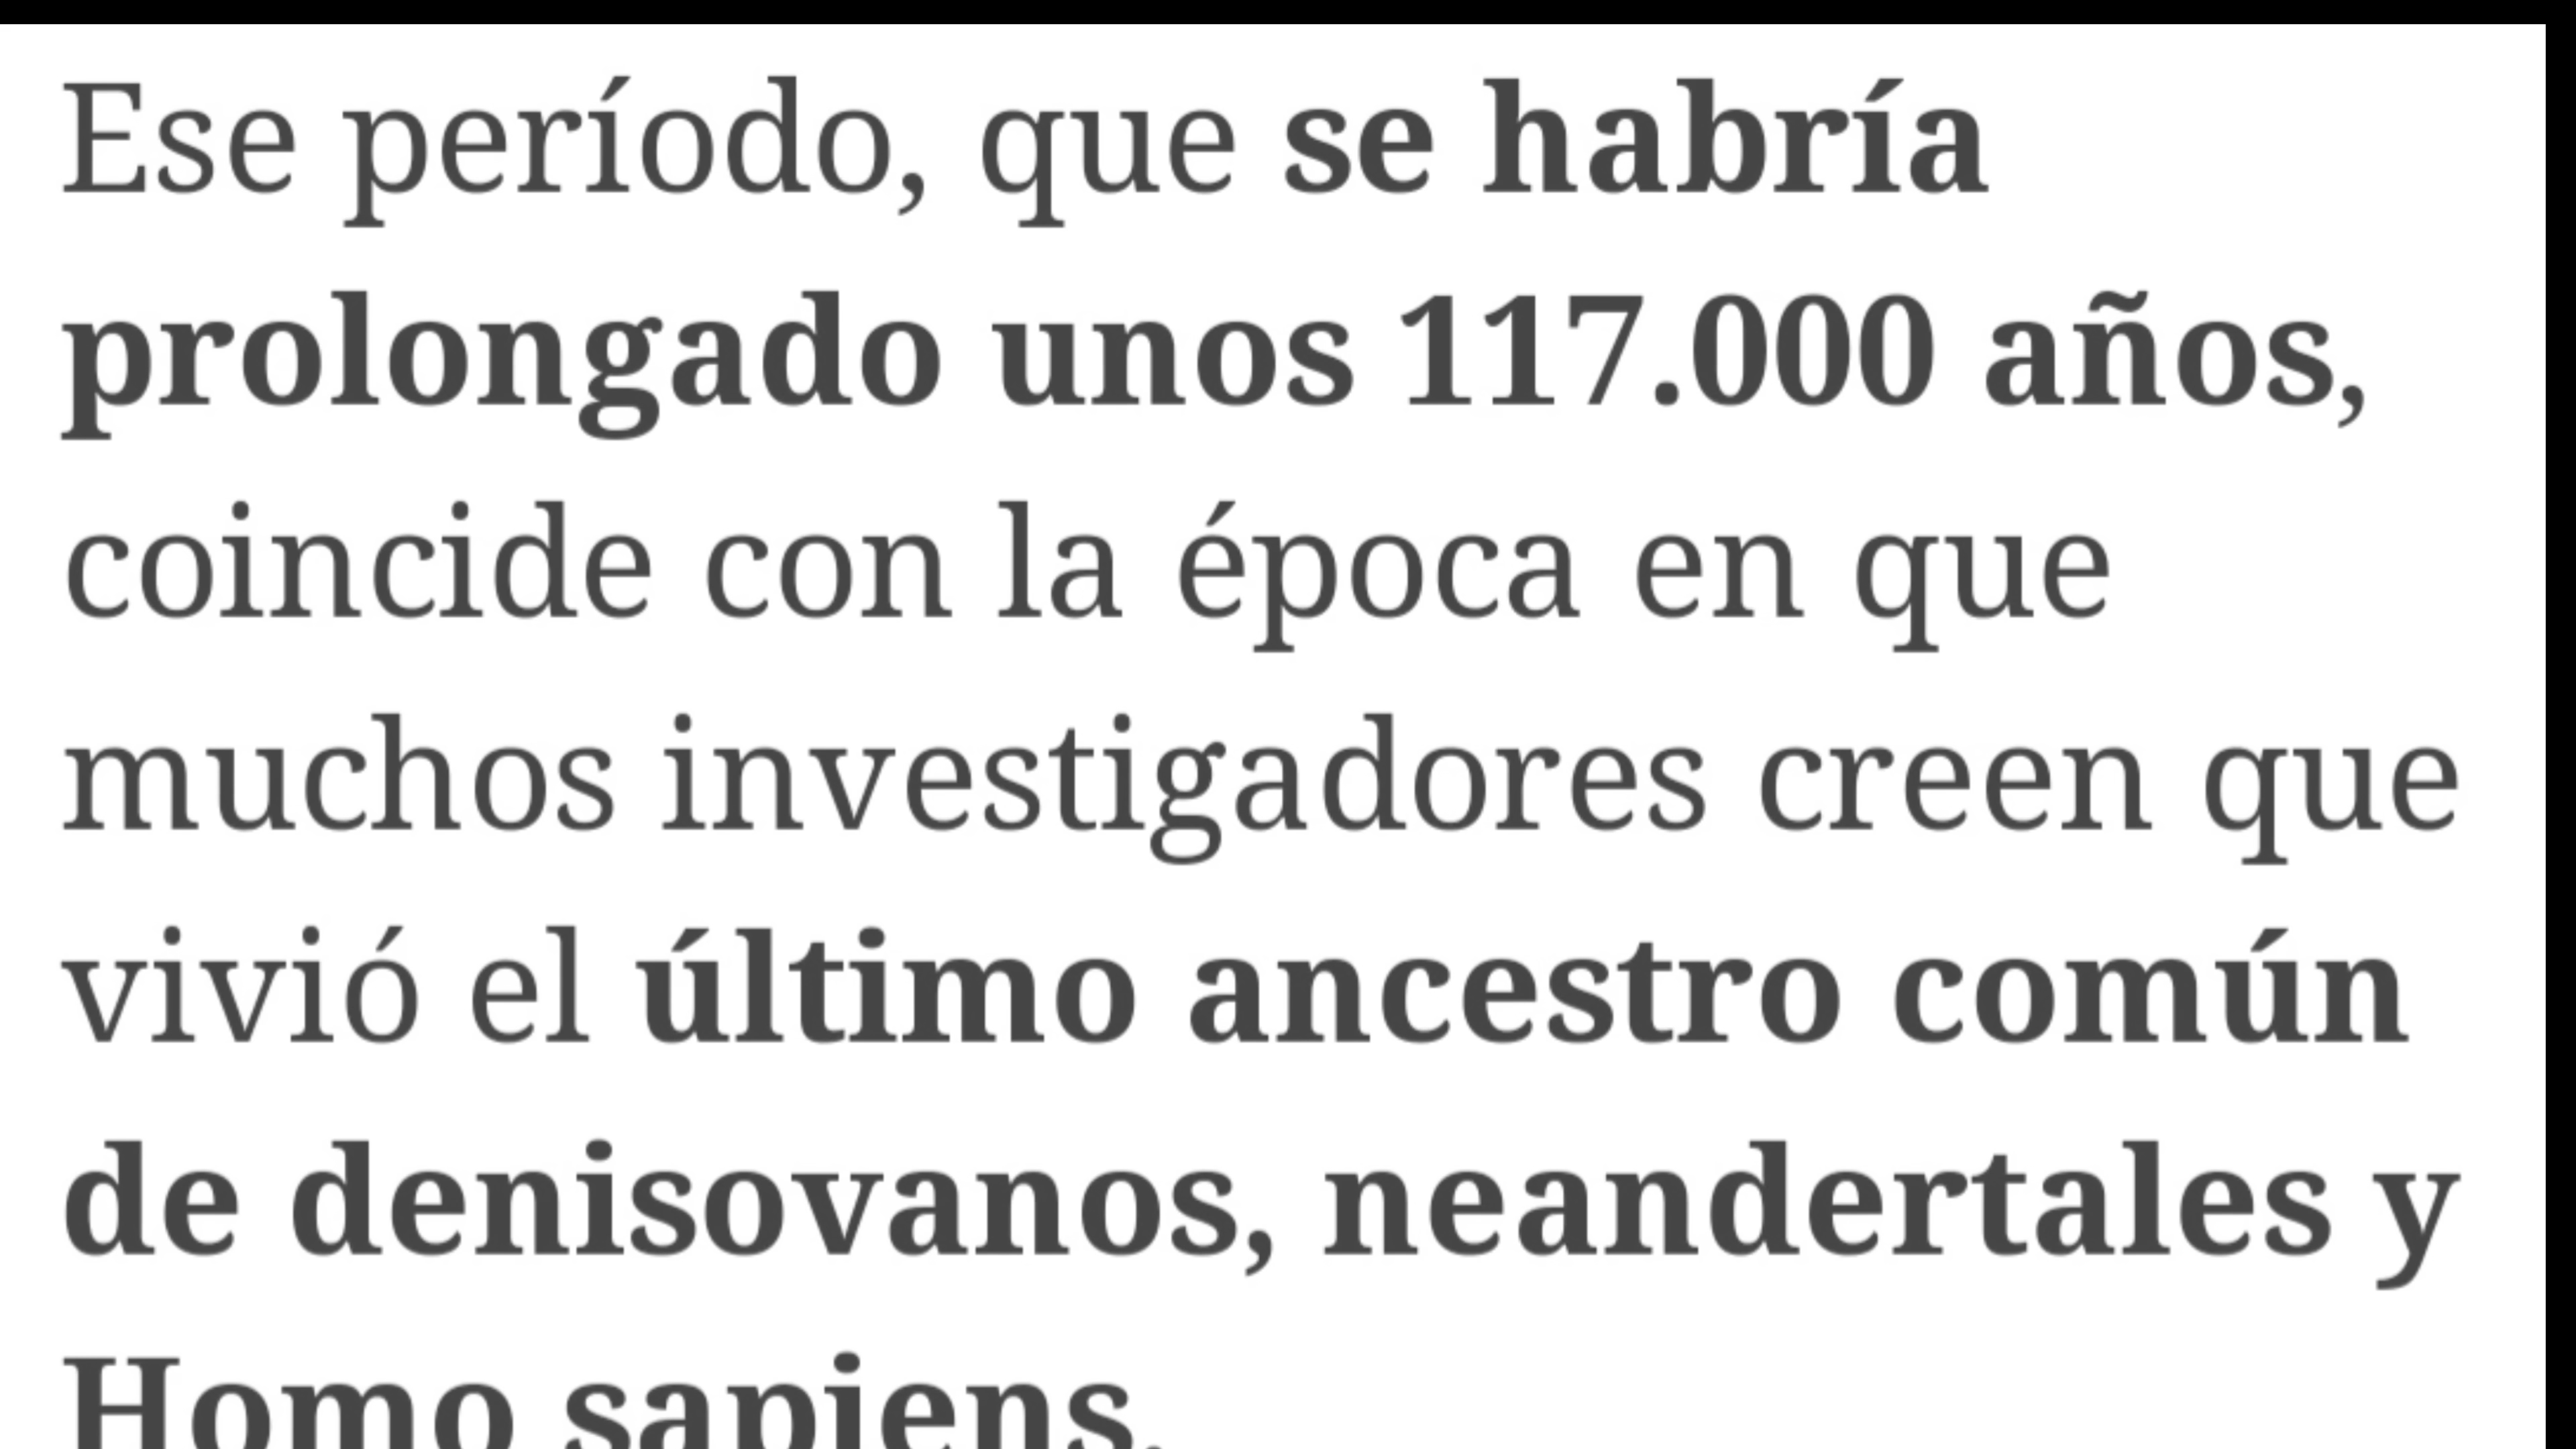 Ese período, que se habría
prolongado unos 117.000 años,
coincide con la época en que
muchos investigadores creen que
vivió el último ancestro común
de denisovanos, neandertales y
Homo sapiens.